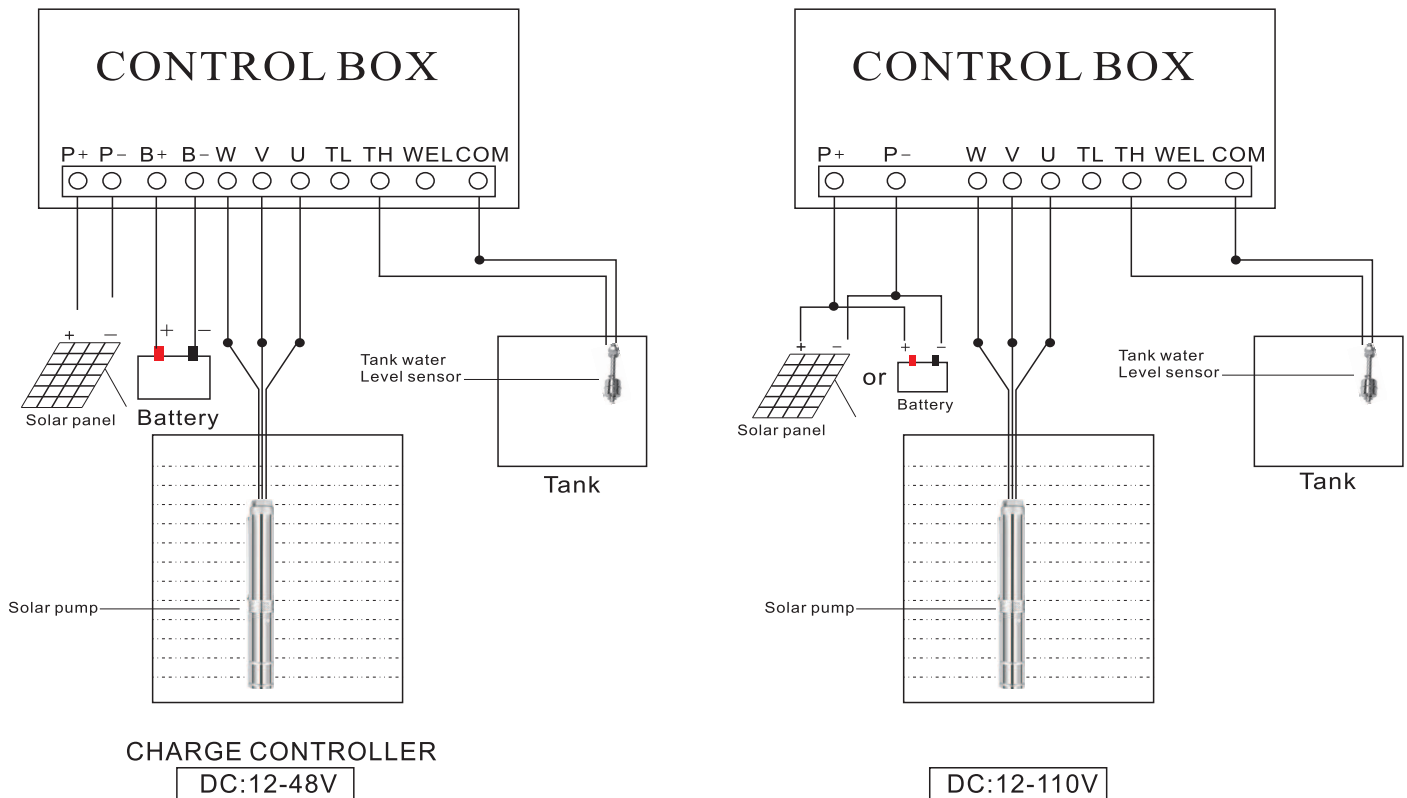 CONTROL BOX
P+ P- B+ B- W V U TL TH WEL COM
+ -
+ -
Solar panel
Battery
Tank water
Level sensor
Tank
Solar pump
CHARGE CONTROLLER
DC:12-48V
CONTROL BOX
P+ P- W V U TL TH WEL COM
+ -
or
+ -
Battery
Solar panel
Tank water
Level sensor
Tank
Solar pump
DC:12-110V